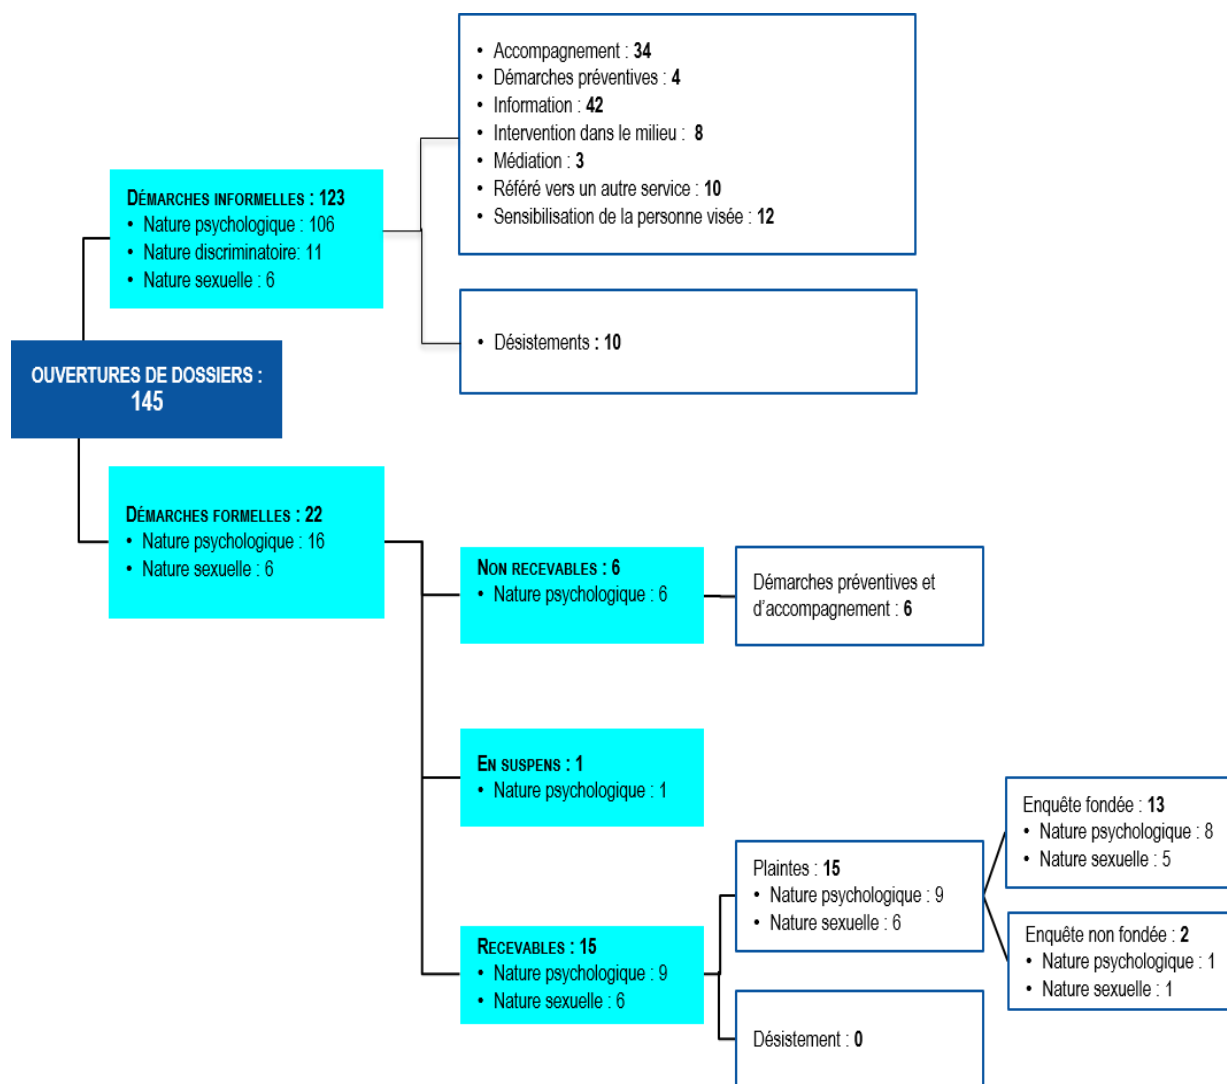 • Accompagnement : 34
• Démarches préventives : 4
• Information : 42
• Intervention dans le milieu : 8
• Médiation : 3
• Référé vers un autre service : 10
• Sensibilisation de la personne visée : 12
DÉMARCHES INFORMELLES : 123
• Nature psychologique : 106
• Nature discriminatoire: 11
• Nature sexuelle : 6
• Désistements : 10
OUVERTURES DE DOSSIERS :
145
DÉMARCHES FORMELLES : 22
• Nature psychologique : 16
• Nature sexuelle : 6
NON RECEVABLES : 6
• Nature psychologique : 6
Démarches préventives et
d’accompagnement : 6
EN SUSPENS : 1
• Nature psychologique : 1
RECEVABLES : 15
• Nature psychologique : 9
• Nature sexuelle : 6
Plaintes : 15
• Nature psychologique : 9
• Nature sexuelle : 6
Enquête fondée : 13
• Nature psychologique : 8
• Nature sexuelle : 5
Enquête non fondée : 2
• Nature psychologique : 1
• Nature sexuelle : 1
Désistement : 0